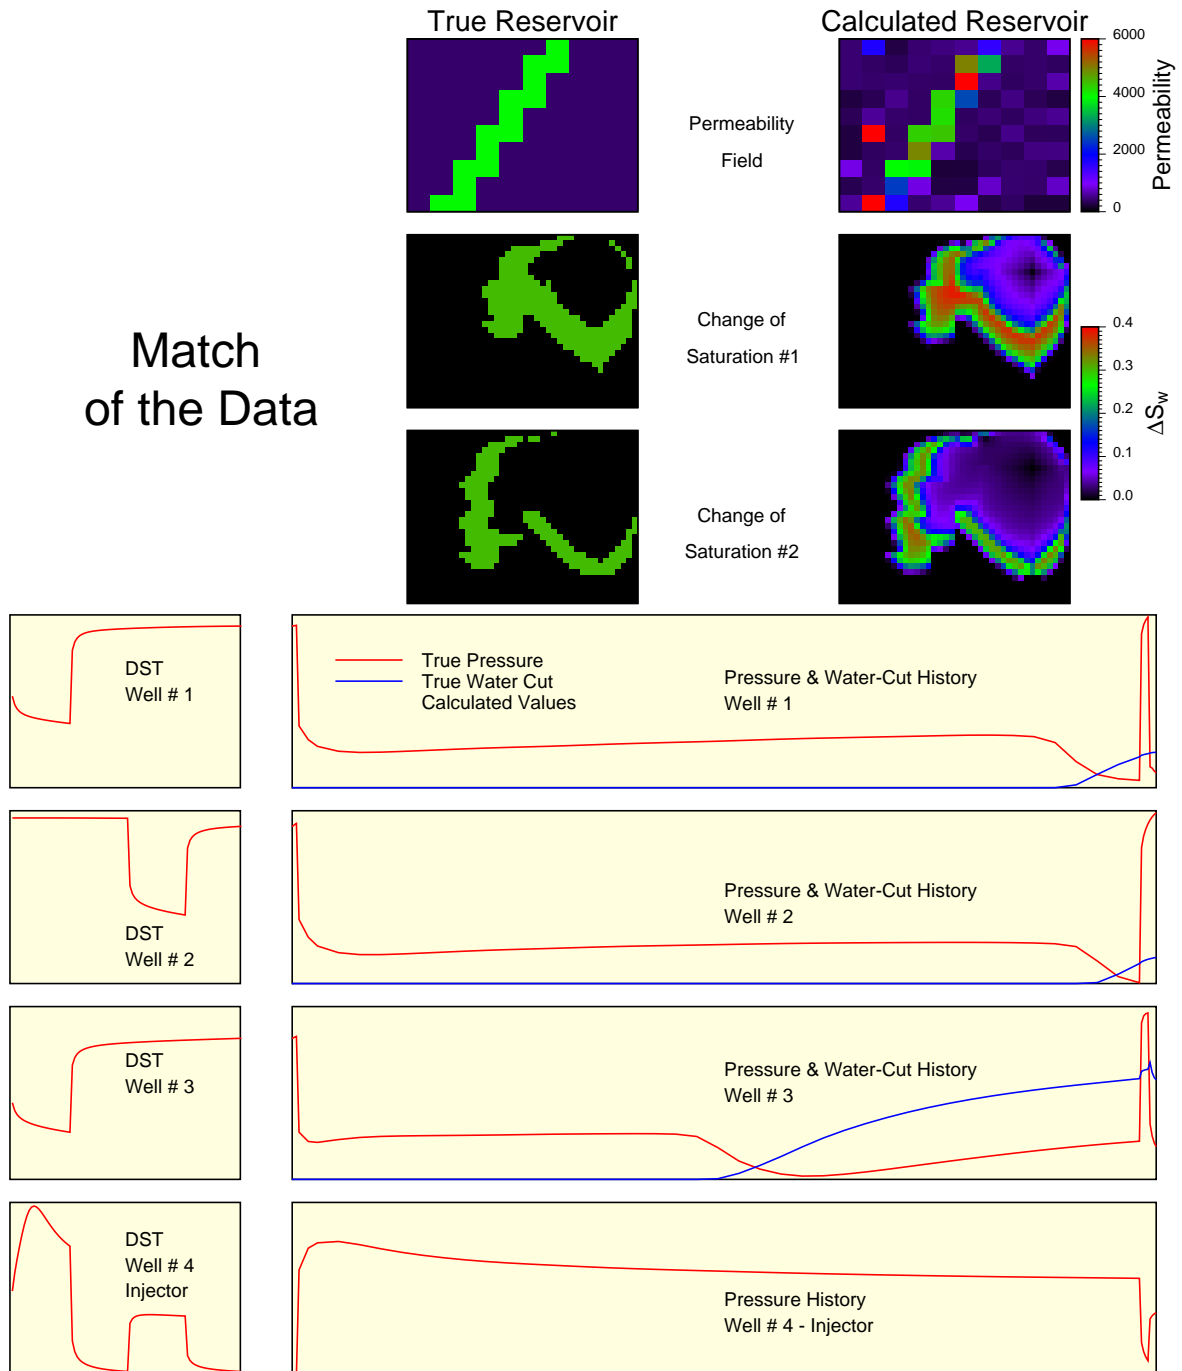 True Reservoir
Calculated Reservoir
Permeability
Field
6000
4000
2000
0
Permeability
Match
of the Data
Change of
Saturation #1
0.4
0.3
0.2
0.1
0.0
ΔSw
Change of
Saturation #2
DST
Well # 1
True Pressure
True Water Cut
Calculated Values
Pressure & Water-Cut History
Well # 1
DST
Well # 2
Pressure & Water-Cut History
Well # 2
DST
Well # 3
Pressure & Water-Cut History
Well # 3
DST
Well # 4
Injector
Pressure History
Well # 4 - Injector